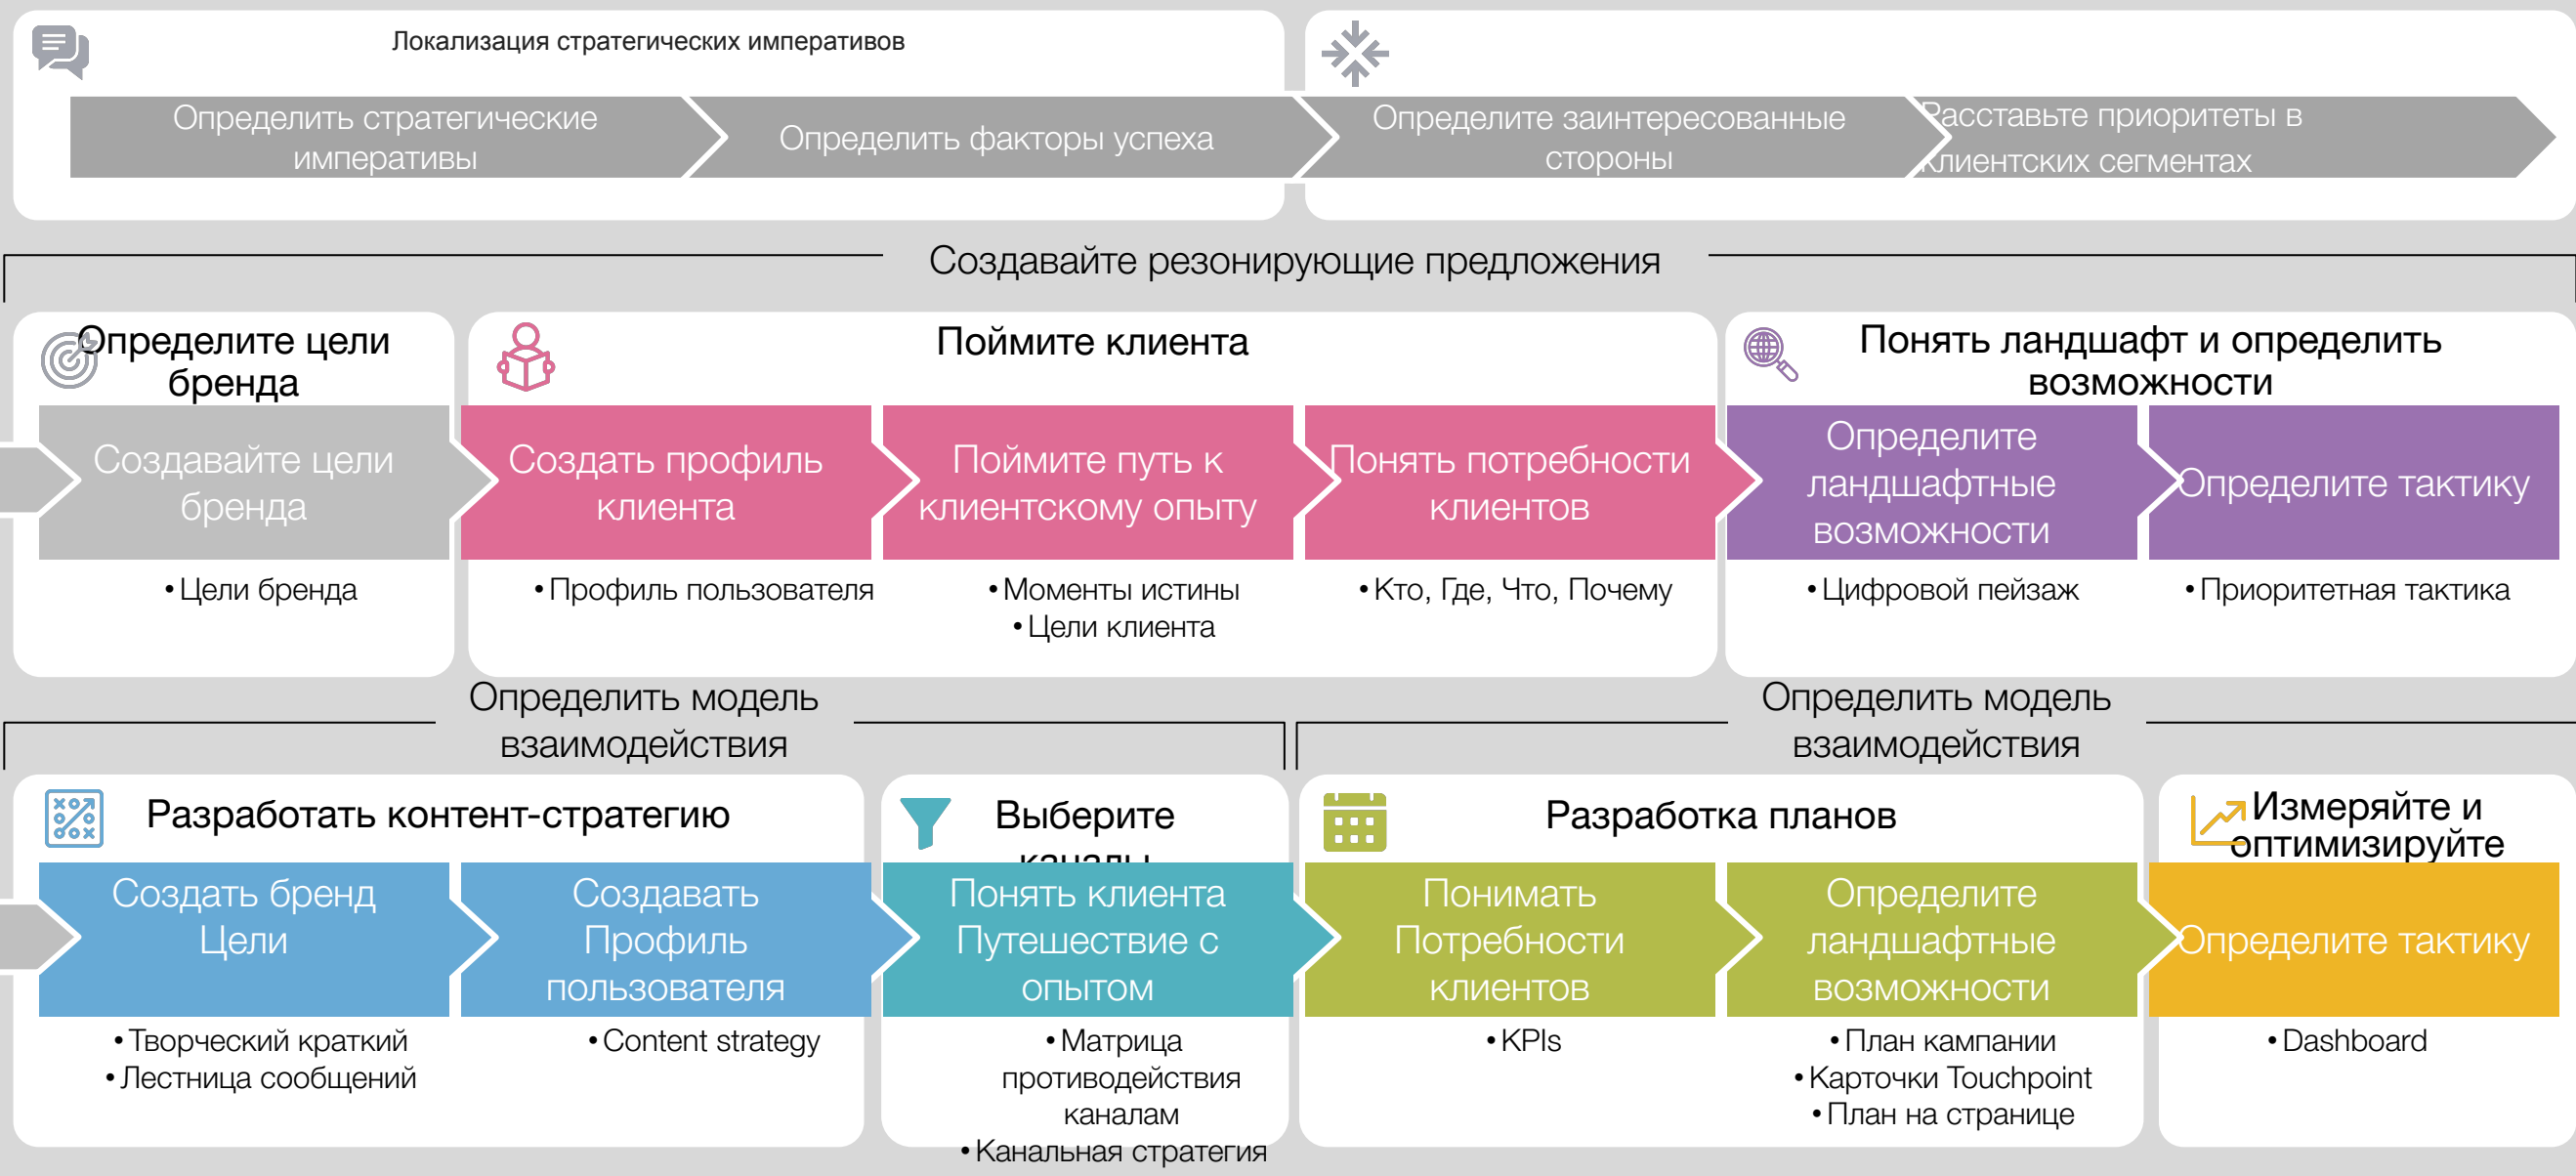 Локализация стратегических императивов
Определить стратегические
императивы
Определить факторы успеха
Определите заинтересованные
стороны
Расставьте приоритеты в
клиентских сегментах
Создавайте резонирующие предложения
Определите цели
бренда
Поймите клиента
Понять ландшафт и определить
возможности
Создавайте цели
бренда
Создать профиль
клиента
Поймите путь к
клиентскому опыту
Понять потребности
клиентов
Определите
ландшафтные
возможности
Определите тактику
• Цели бренда
• Профиль пользователя
• Моменты истины
• Цели клиента
• Кто, Где, Что, Почему
• Цифровой пейзаж
• Приоритетная тактика
Определить модель
взаимодействия
Определить модель
взаимодействия
Разработать контент-стратегию
Выберите
каналы
Разработка планов
Измеряйте и
оптимизируйте
Создать бренд
Цели
Создавать
Профиль
пользователя
Понять клиента
Путешествие с
опытом
Понимать
Потребности
клиентов
Определите
ландшафтные
возможности
Определите тактику
• Творческий краткий
• Лестница сообщений
• Content strategy
• Матрица
противодействия
каналам
• Канальная стратегия
• KPIs
• План кампании
• Карточки Touchpoint
• План на странице
• Dashboard